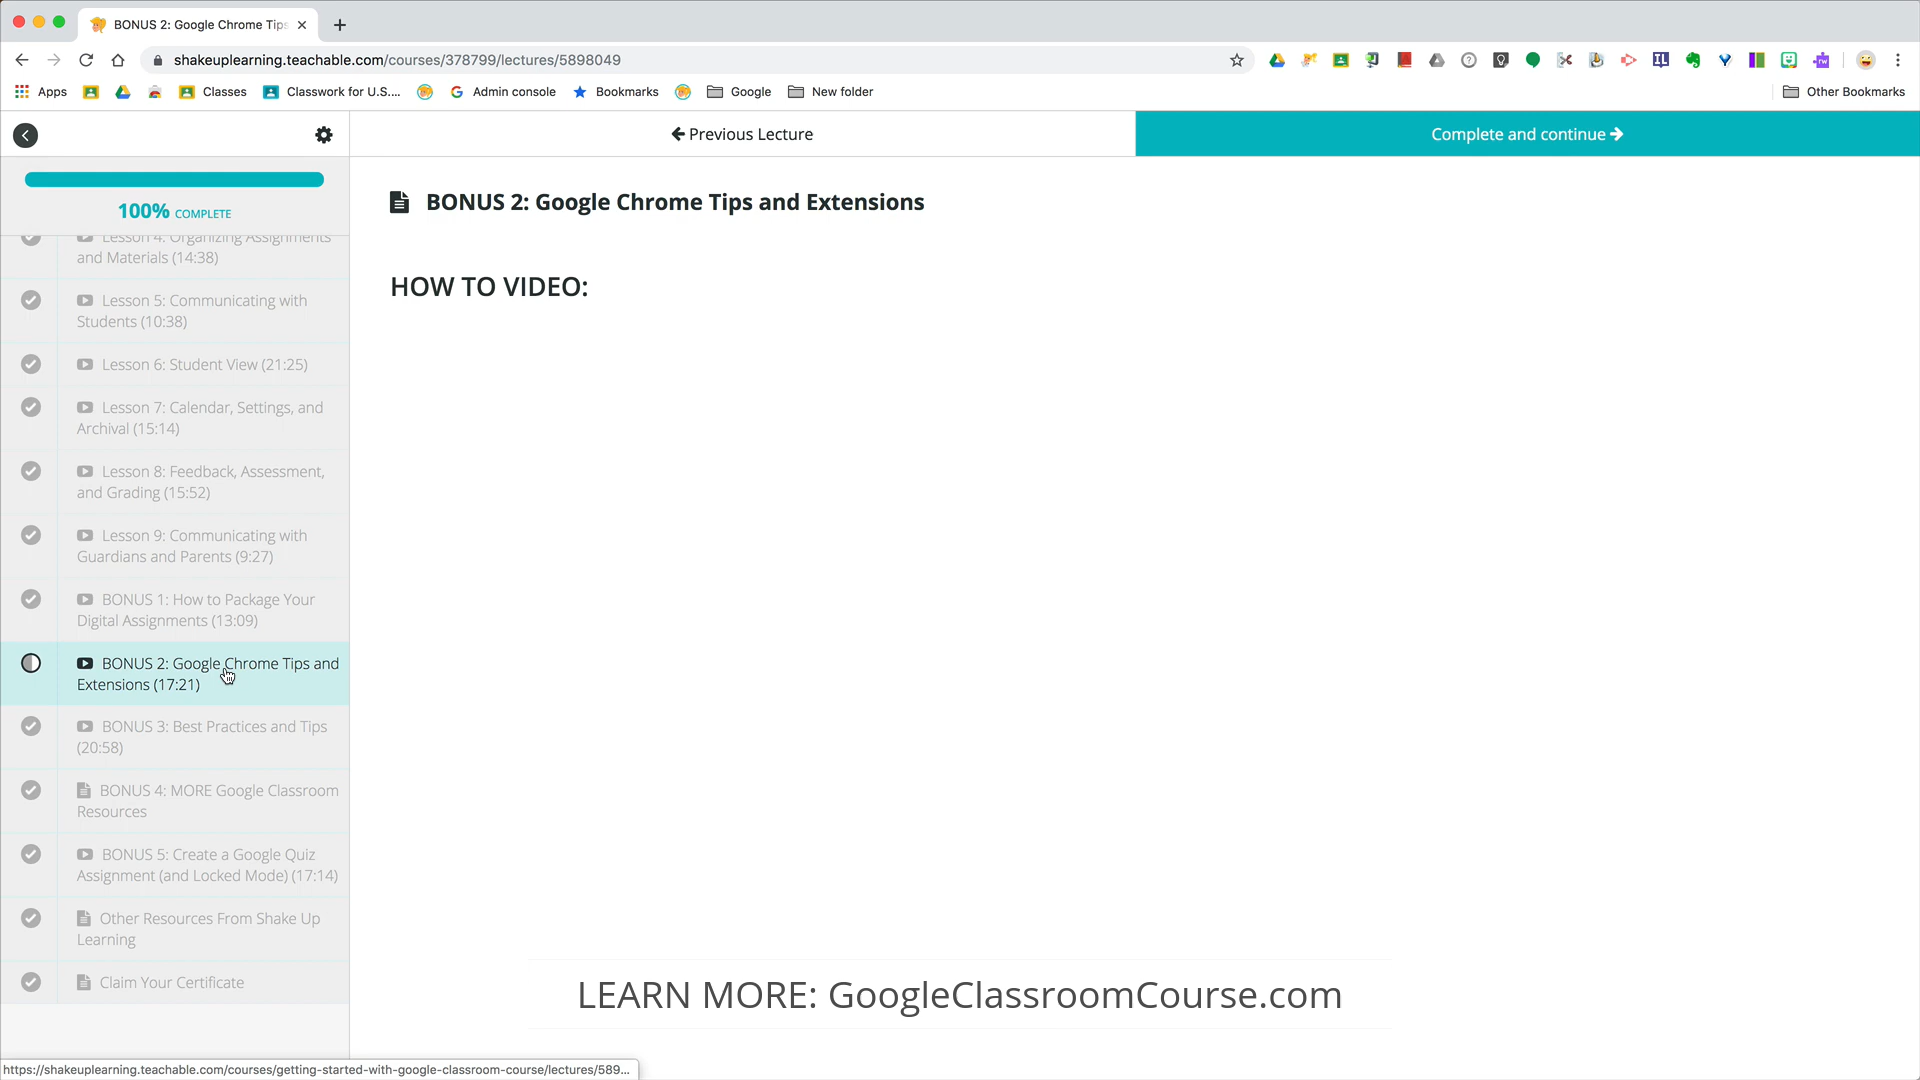 BONUS 2: Google Chrome Tips
shakeuplearning.teachable.com/courses/378799/lectures/5898049
Apps
Classes
Classwork for U.S....
Admin console
Bookmarks
Google
New folder
Other Bookmarks
Previous Lecture
Complete and continue
100% COMPLETE
Lesson 4: Organizing Assignments
and Materials (14:38)
Lesson 5: Communicating with
Students (10:38)
Lesson 6: Student View (21:25)
Lesson 7: Calendar, Settings, and
Archival (15:14)
Lesson 8: Feedback, Assessment,
and Grading (15:52)
Lesson 9: Communicating with
Guardians and Parents (9:27)
BONUS 1: How to Package Your
Digital Assignments (13:09)
BONUS 2: Google Chrome Tips and
Extensions (17:21)
BONUS 3: Best Practices and Tips
(20:58)
BONUS 4: MORE Google Classroom
Resources
BONUS 5: Create a Google Quiz
Assignment (and Locked Mode) (17:14)
Other Resources From Shake Up
Learning
Claim Your Certificate
BONUS 2: Google Chrome Tips and Extensions
HOW TO VIDEO:
LEARN MORE: GoogleClassroomCourse.com
https://shakeuplearning.teachable.com/courses/getting-started-with-google-classroom-course/lectures/589...